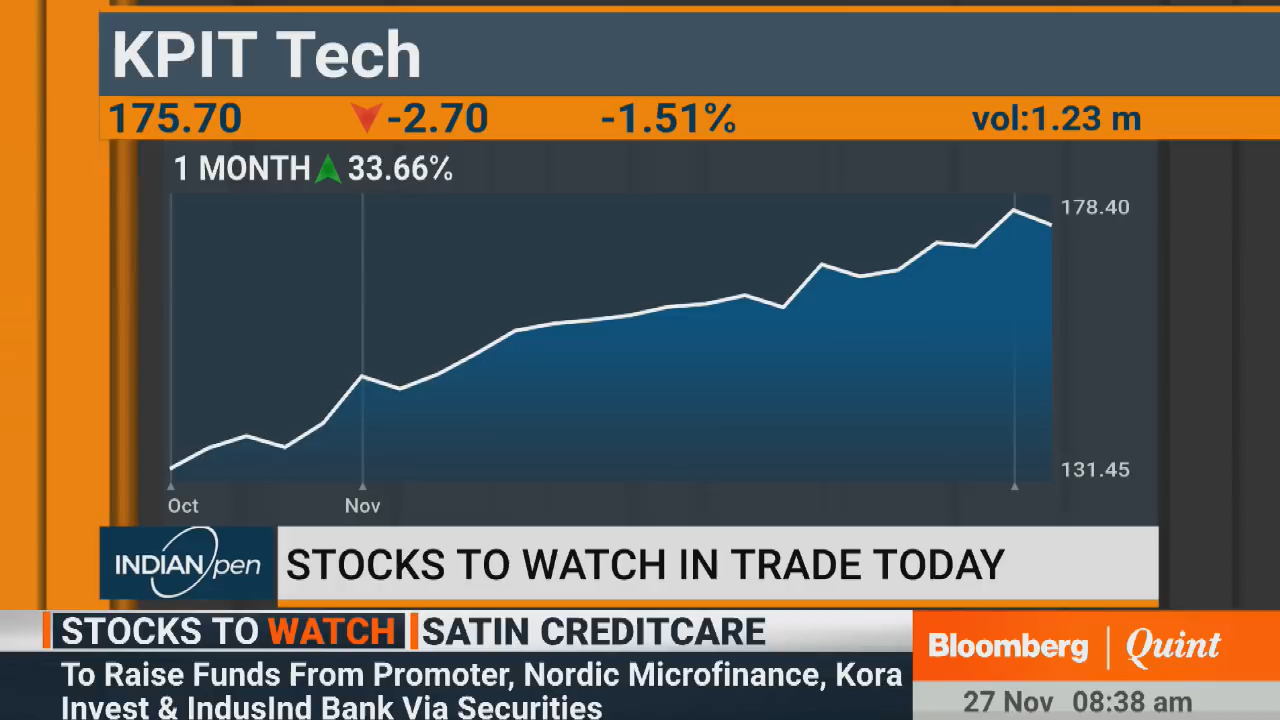 KPIT Tech
175.70 -2.70 -1.51% vol:1.23 m
1 MONTH 33.66%
178.40
131.45
Oct Nov
INDIAN pen STOCKS TO WATCH IN TRADE TODAY
STOCKS TO WATCH SATIN CREDITCARE
To Raise Funds From Promoter, Nordic Microfinance, Kora
Invest & IndusInd Bank Via Securities
Bloomberg Quint
27 Nov 08:38 am